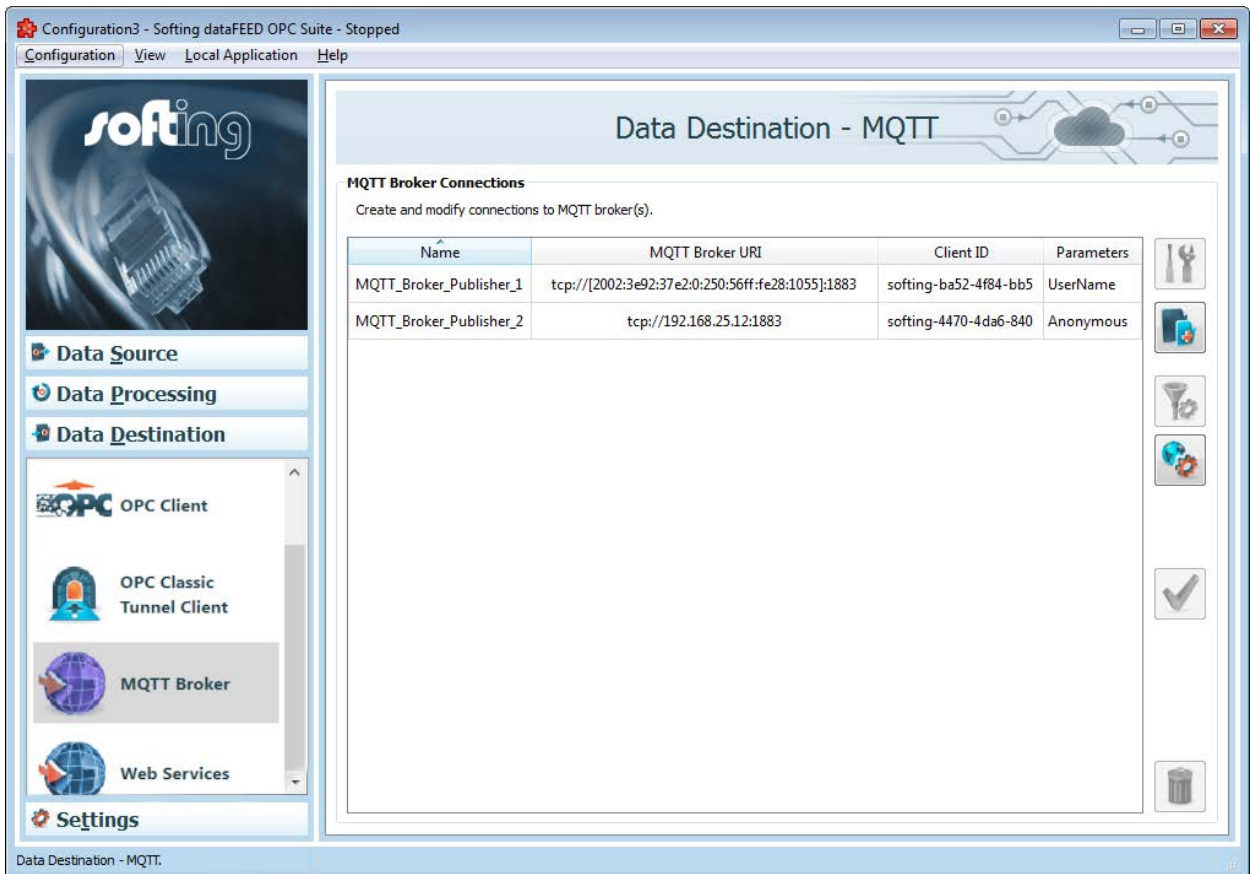 Configuration3 - Softing dataFEED OPC Suite - Stopped
Configuration View Local Application Help
softing
Data Source
Data Processing
Data Destination
OPC
OPC Client
OPC Classic
Tunnel Client
MQTT Broker
Web Services
Settings
Data Destination - MQTT
MQTT Broker Connections
Create and modify connections to MQTT broker(s).
Name MQTT Broker URI Client ID Parameters
MQTT_Broker_Publisher_1 tcp://[2002:3e92:37e2:0:250:56ff:fe28:1055]:1883 softing-ba52-4f84-bb5 UserName
MQTT_Broker_Publisher_2 tcp://192.168.25.12:1883 softing-4470-4da6-840 Anonymous
Data Destination - MQTT.